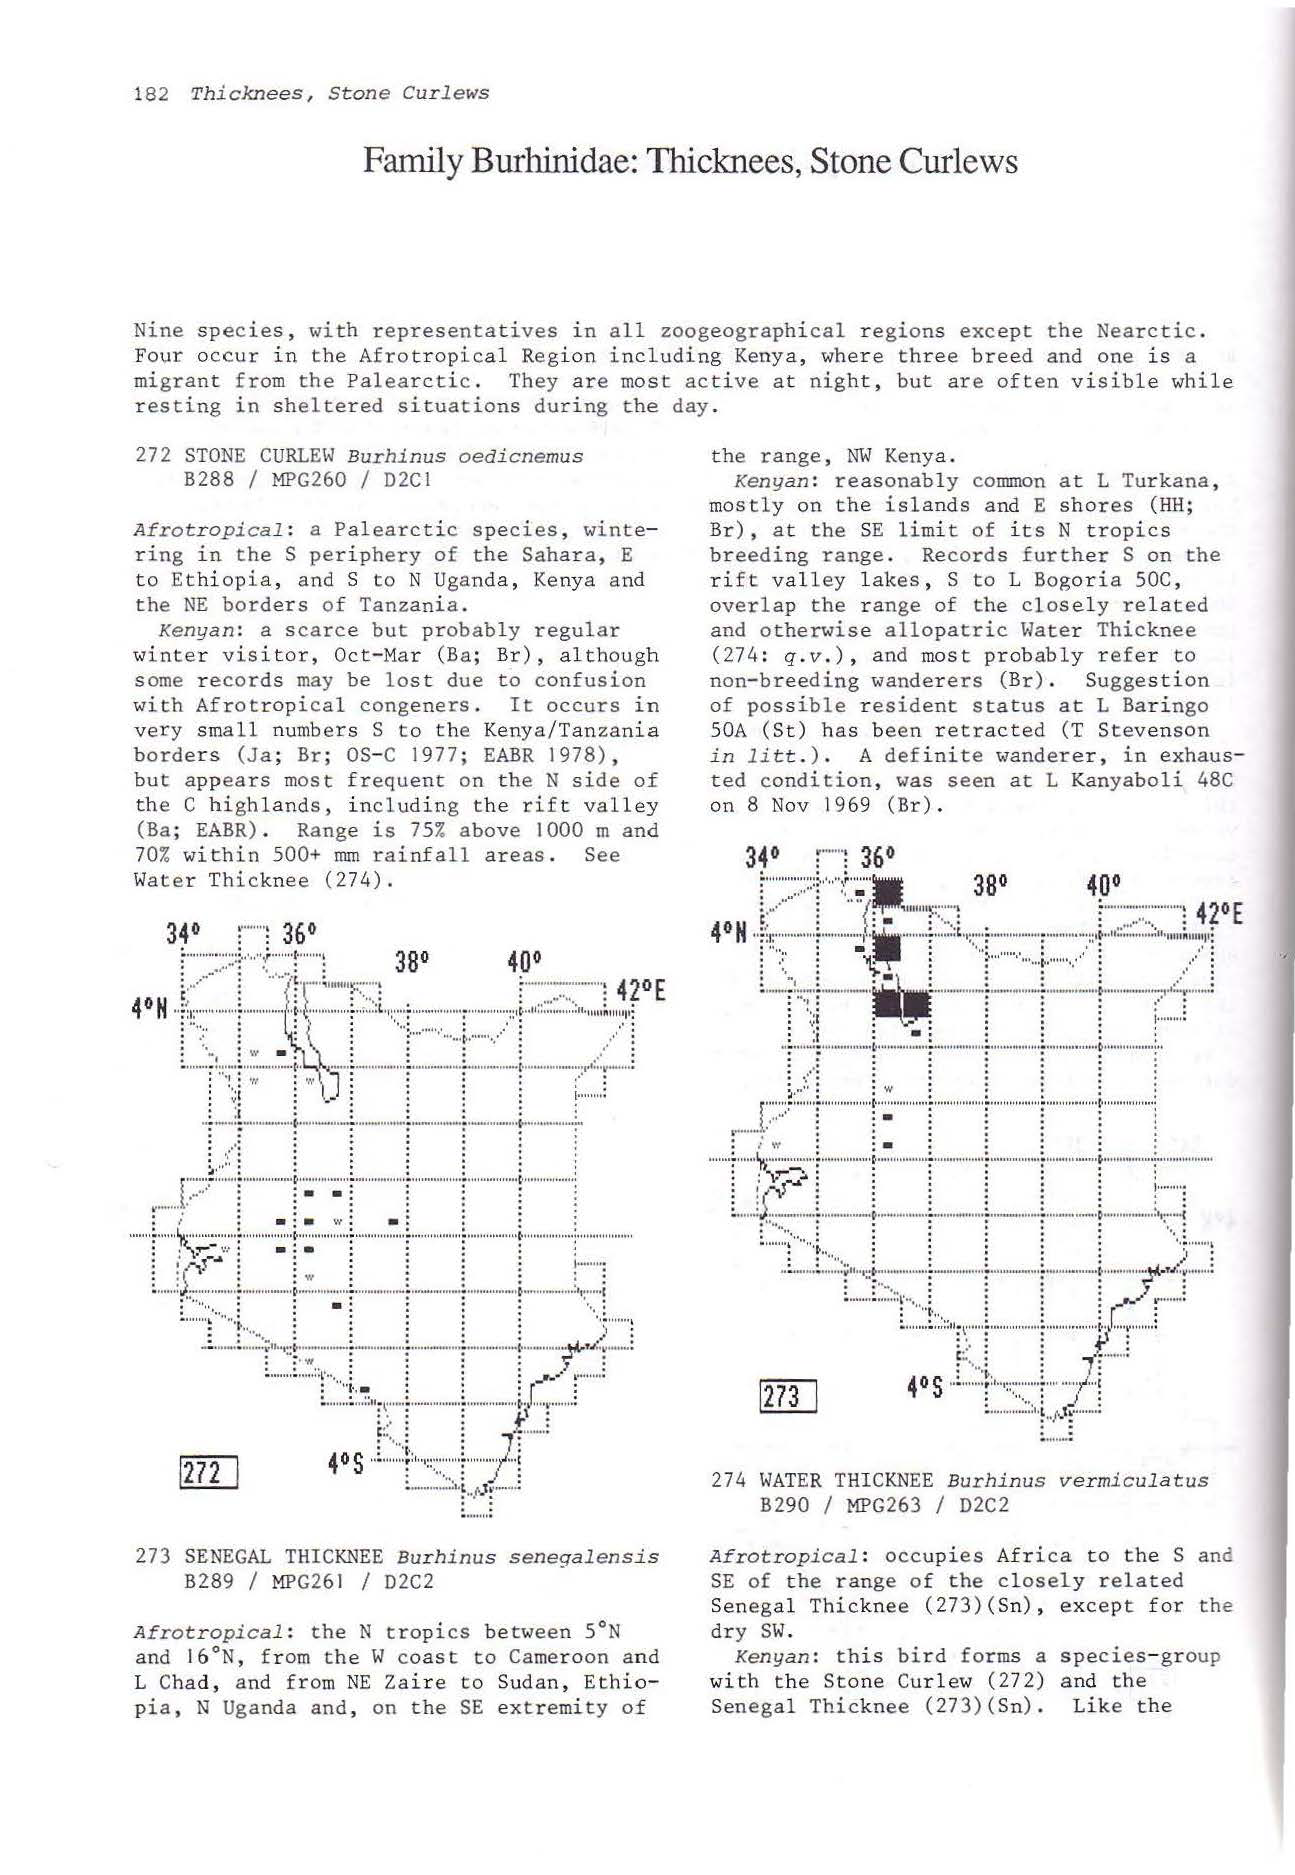 182 Thicknees, Stone Curlews
Family Burhinidae: Thicknees, Stone Curlews
Nine species, with representatives in all zoogeographical regions except the Nearctic.
Four occur in the Afrotropical Region including Kenya, where three breed and one is a
migrant from the Palearctic. They are most active at night, but are often visible while
resting in sheltered situations during the day.
272 STONE CURLEW Burhinus oedicnemus
B288 / MPG260 / D2C1
Afrotropical: a Palearctic species, winte-
ring in the S periphery of the Sahara, E
to Ethiopia, and S to N Uganda, Kenya and
the NE borders of Tanzania.
Kenyan: a scarce but probably regular
winter visitor, Oct-Mar (Ba; Br), although
some records may be lost due to confusion
with Afrotropical congeners. It occurs in
very small numbers S to the Kenya/Tanzania
borders (Ja; Br; OS-C 1977; EABR 1978),
but appears most frequent on the N side of
the C highlands, including the rift valley
(Ba; EABR). Range is 75% above 1000 m and
70% within 500+ mm rainfall areas. See
Water Thicknee (274).
34° 36°
38° 40°
42°E
4°N
w
w w
w
w
w
w
4°S
272
273 SENEGAL THICKNEE Burhinus senegalensis
B289 / MPG261 / D2C2
Afrotropical: the N tropics between 5°N
and 16°N, from the W coast to Cameroon and
L Chad, and from NE Zaire to Sudan, Ethio-
pia, N Uganda and, on the SE extremity of
the range, NW Kenya.
Kenyan: reasonably common at L Turkana,
mostly on the islands and E shores (HH;
Br), at the SE limit of its N tropics
breeding range. Records further S on the
rift valley lakes, S to L Bogoria 50C,
overlap the range of the closely related
and otherwise allopatric Water Thicknee
(274: q.v.), and most probably refer to
non-breeding wanderers (Br). Suggestion
of possible resident status at L Baringo
50A (St) has been retracted (T Stevenson
in litt.). A definite wanderer, in exhaus-
ted condition, was seen at L Kanyaboli 48C
on 8 Nov 1969 (Br).
34° 36°
38° 40°
42°E
4°N
w
w
4°S
273
274 WATER THICKNEE Burhinus vermiculatus
B290 / MPG263 / D2C2
Afrotropical: occupies Africa to the S and
SE of the range of the closely related
Senegal Thicknee (273)(Sn), except for the
dry SW.
Kenyan: this bird forms a species-group
with the Stone Curlew (272) and the
Senegal Thicknee (273)(Sn). Like the